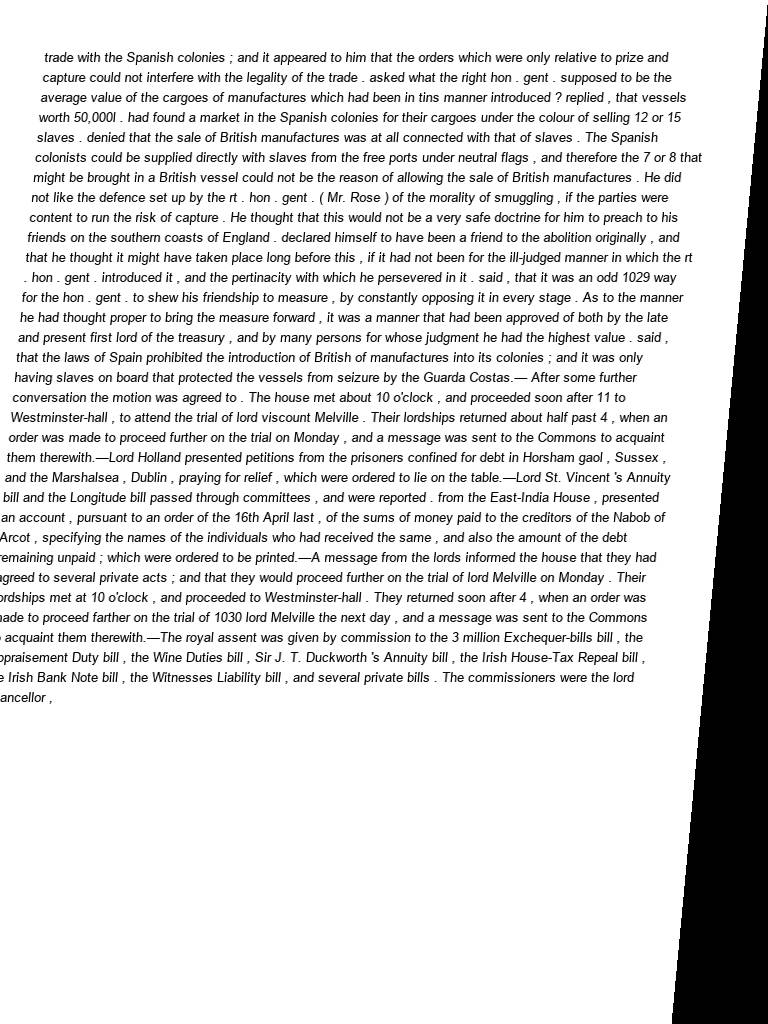 trade with the Spanish colonies ; and it appeared to him that the orders which were only relative to prize and
capture could not interfere with the legality of the trade . asked what the right hon . gent . supposed to be the
average value of the cargoes of manufactures which had been in tins manner introduced ? replied , that vessels
worth 50,000l . had found a market in the Spanish colonies for their cargoes under the colour of selling 12 or 15
slaves . denied that the sale of British manufactures was at all connected with that of slaves . The Spanish
colonists could be supplied directly with slaves from the free ports under neutral flags , and therefore the 7 or 8 that
might be brought in a British vessel could not be the reason of allowing the sale of British manufactures . He did
not like the defence set up by the rt . hon . gent . ( Mr. Rose ) of the morality of smuggling , if the parties were
content to run the risk of capture . He thought that this would not be a very safe doctrine for him to preach to his
friends on the southern coasts of England . declared himself to have been a friend to the abolition originally , and
that he thought it might have taken place long before this , if it had not been for the ill-judged manner in which the rt
. hon . gent . introduced it , and the pertinacity with which he persevered in it . said , that it was an odd 1029 way
for the hon . gent . to shew his friendship to measure , by constantly opposing it in every stage . As to the manner
he had thought proper to bring the measure forward , it was a manner that had been approved of both by the late
and present first lord of the treasury , and by many persons for whose judgment he had the highest value . said ,
that the laws of Spain prohibited the introduction of British of manufactures into its colonies ; and it was only
having slaves on board that protected the vessels from seizure by the Guarda Costas.— After some further
conversation the motion was agreed to . The house met about 10 o'clock , and proceeded soon after 11 to
Westminster-hall , to attend the trial of lord viscount Melville . Their lordships returned about half past 4 , when an
order was made to proceed further on the trial on Monday , and a message was sent to the Commons to acquaint
them therewith.—Lord Holland presented petitions from the prisoners confined for debt in Horsham gaol , Sussex ,
and the Marshalsea , Dublin , praying for relief , which were ordered to lie on the table.—Lord St. Vincent 's Annuity
bill and the Longitude bill passed through committees , and were reported . from the East-India House , presented
an account , pursuant to an order of the 16th April last , of the sums of money paid to the creditors of the Nabob of
Arcot , specifying the names of the individuals who had received the same , and also the amount of the debt
remaining unpaid ; which were ordered to be printed.—A message from the lords informed the house that they had
agreed to several private acts ; and that they would proceed further on the trial of lord Melville on Monday . Their
ordships met at 10 o'clock , and proceeded to Westminster-hall . They returned soon after 4 , when an order was
made to proceed farther on the trial of 1030 lord Melville the next day , and a message was sent to the Commons
acquaint them therewith.—The royal assent was given by commission to the 3 million Exchequer-bills bill , the
ppraisement Duty bill , the Wine Duties bill , Sir J. T. Duckworth 's Annuity bill , the Irish House-Tax Repeal bill ,
e Irish Bank Note bill , the Witnesses Liability bill , and several private bills . The commissioners were the lord
ancellor ,